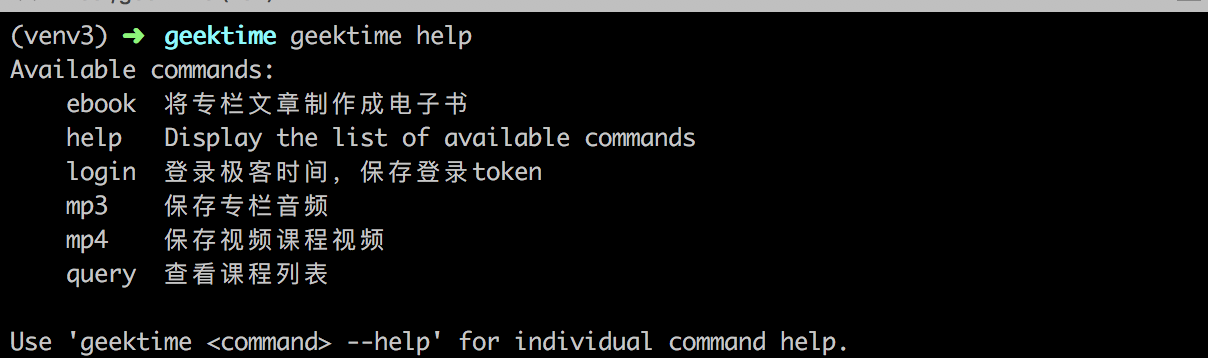 (venv3) ➜ geektime geektime help
Available commands:
ebook 将专栏文章制作成电子书
help Display the list of available commands
login 登录极客时间，保存登录token
mp3 保存专栏音频
mp4 保存视频课程视频
query 查看课程列表
Use 'geektime <command> --help' for individual command help.